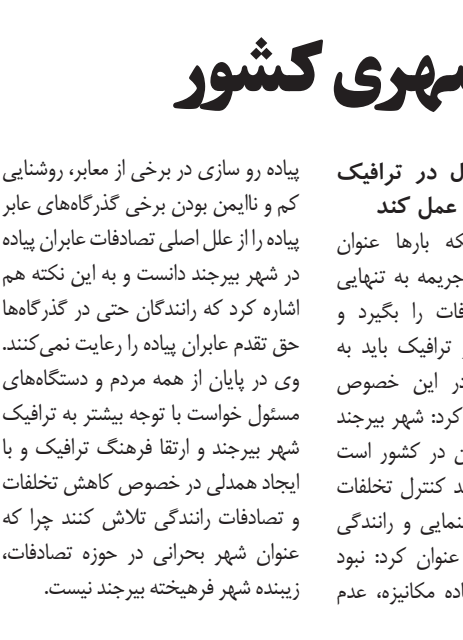 شهری کشور
ل در ترافیک
عمل کند
که بارها عنوان
جریمه به تنهایی
فات را بگیرد و
ترافیک باید به
در این خصوص
کرد: شهر بیرجند
ن در کشور است
ند کنترل تخلفات
نمایی و رانندگی
عنوان کرد: نبود
اده مکانیزه، عدم
پیاده رو سازی در برخی از معابر، روشنایی
کم و ناایمن بودن برخی گذرگاه‌های عابر
پیاده را از علل اصلی تصادفات عابران پیاده
در شهر بیرجند دانست و به این نکته هم
اشاره کرد که رانندگان حتی در گذرگاه‌ها
حق تقدم عابران پیاده را رعایت نمی‌کنند.
وی در پایان از همه مردم و دستگاه‌های
مسئول خواست با توجه بیشتر به ترافیک
شهر بیرجند و ارتقا فرهنگ ترافیک و با
ایجاد همدلی در خصوص کاهش تخلفات
و تصادفات رانندگی تلاش کنند چرا که
عنوان شهر بحرانی در حوزه تصادفات،
زیبنده شهر فرهیخته بیرجند نیست.